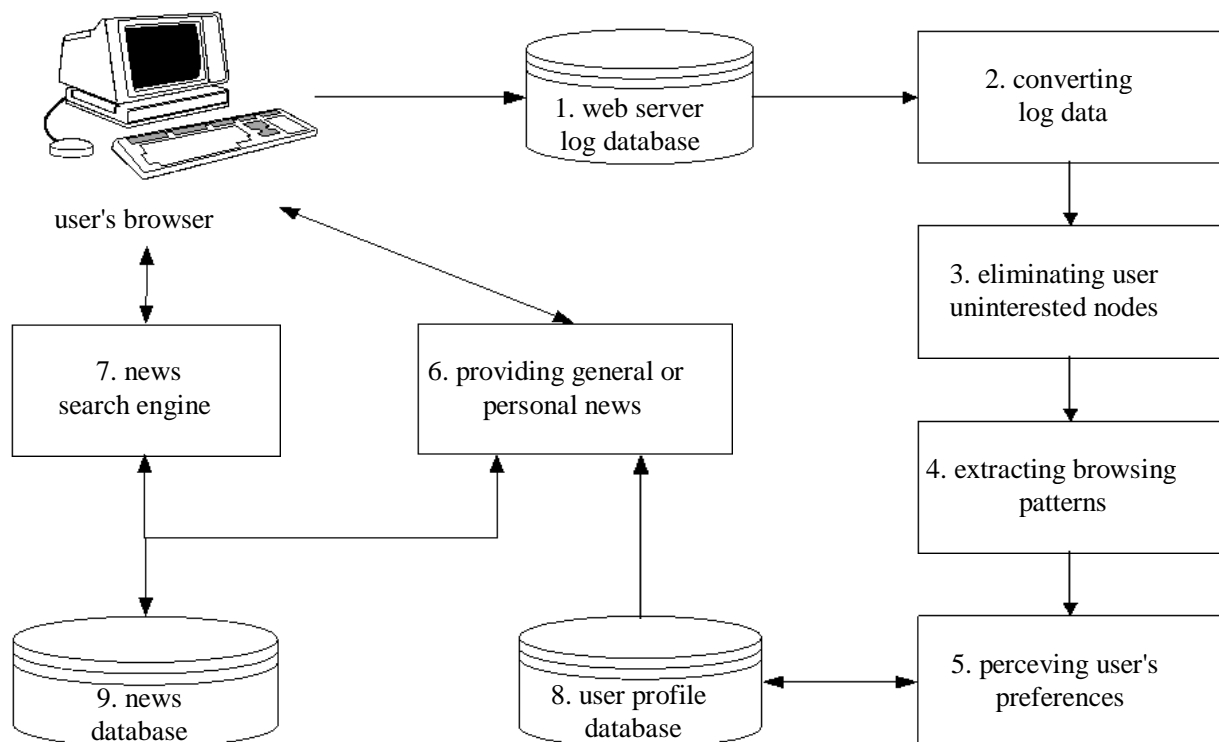 1. web server
log database
2. converting
log data
user's browser
3. eliminating user
uninterested nodes
7. news
search engine
6. providing general or
personal news
4. extracting browsing
patterns
5. perceving user's
preferences
8. user profile
database
9. news
database